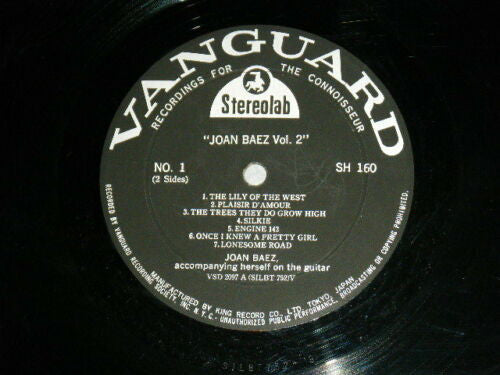 VANGUARD
RECORDINGS FOR THE CONNOISSEUR
Stereolab
"JOAN BAEZ Vol. 2"
NO. 1 SH 160
(2 Sides)
1. THE LILY OF THE WEST
2. PLAISIR D'AMOUR
3. THE TREES THEY DO GROW HIGH
4. SILKIE
5. ENGINE 143
6. ONCE I KNEW A PRETTY GIRL
7. LONESOME ROAD
JOAN BAEZ,
accompanying herself on the guitar
VSD 2097 A (SILBT 792)V
MANUFACTURED BY KING RECORD CO., LTD. TOKYO, JAPAN
RECORDED BY VANGUARD RECORDING SOCIETY, INC. N.Y.C.-UNAUTHORIZED PUBLIC PERFORMANCE, BROADCASTING OR COPYING PROHIBITED.